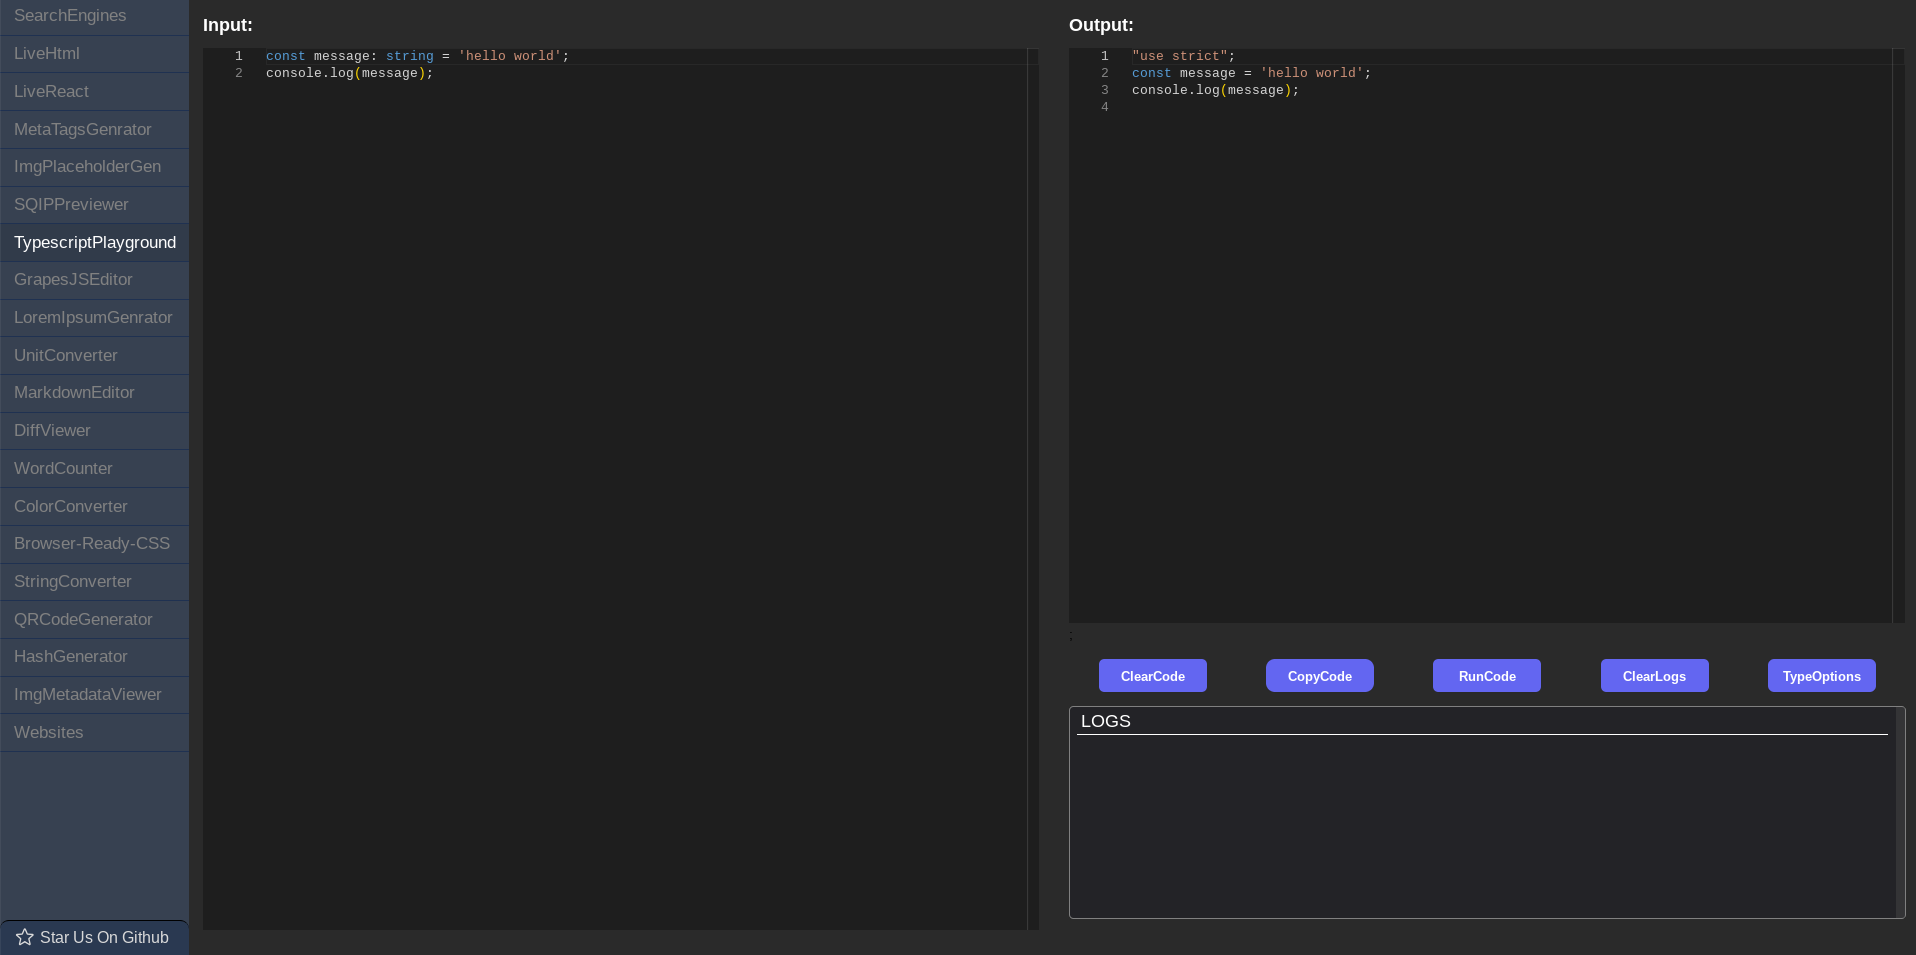 SearchEngines
LiveHtml
LiveReact
MetaTagsGenrator
ImgPlaceholderGen
SQIPPreviewer
TypescriptPlayground
GrapesJSEditor
LoremIpsumGenrator
UnitConverter
MarkdownEditor
DiffViewer
WordCounter
ColorConverter
Browser-Ready-CSS
StringConverter
QRCodeGenerator
HashGenerator
ImgMetadataViewer
Websites
Star Us On Github
Input:
1 const message: string = 'hello world';
2 console.log(message);
Output:
1 "use strict";
2 const message = 'hello world';
3 console.log(message);
4
;
ClearCode CopyCode RunCode ClearLogs TypeOptions
LOGS